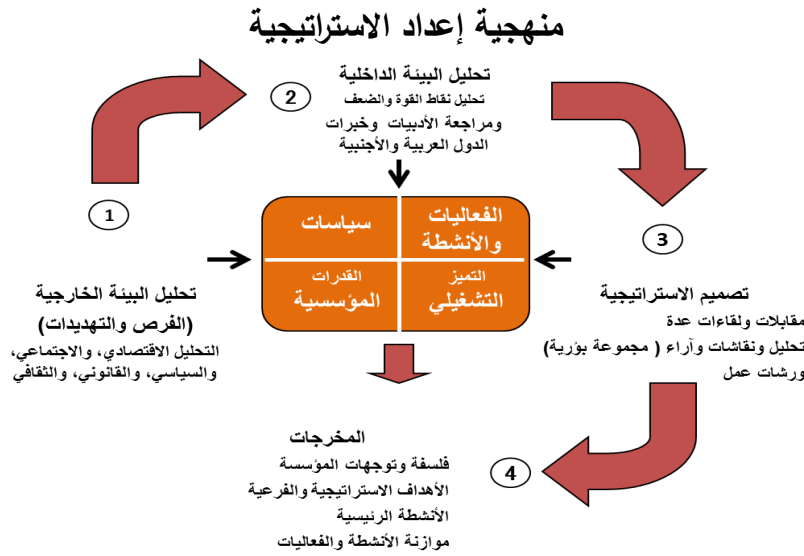 منهجية إعداد الاستراتيجية
1
تحليل البيئة الخارجية
(الفرص والتهديدات)
التحليل الاقتصادي، والاجتماعي،
والسياسي، والقانوني، والثقافي
2
تحليل البيئة الداخلية
تحليل نقاط القوة والضعف
ومراجعة الأدبيات وخبرات
الدول العربية والأجنبية
الفعاليات
والأنشطة
سياسات
التميز
التشغيلي
القدرات
المؤسسية
3
تصميم الاستراتيجية
مقابلات ولقاءات عدة
تحليل ونقاشات وآراء ( مجموعة بؤرية)
ورشات عمل
4
المخرجات
فلسفة وتوجهات المؤسسة
الأهداف الاستراتيجية والفرعية
الأنشطة الرئيسية
موازنة الأنشطة والفعاليات